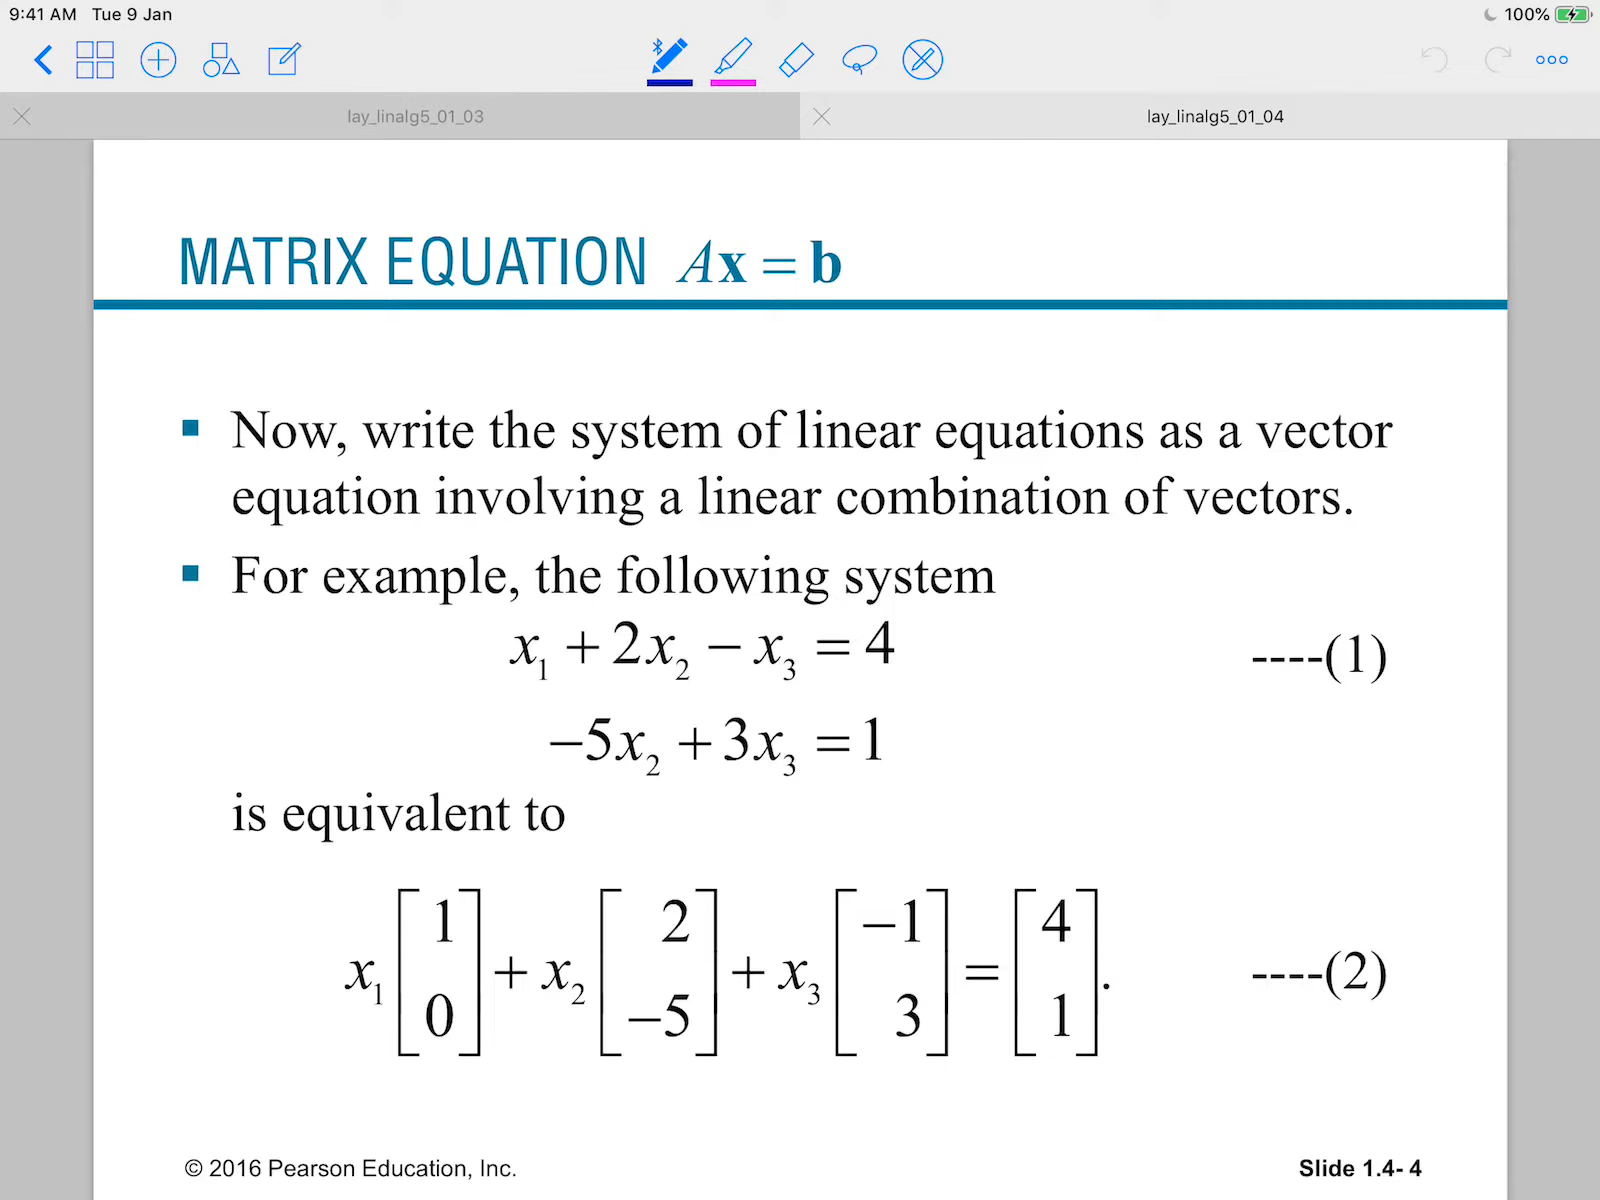 9:41 AM Tue 9 Jan 100%
lay_linalg5_01_03 lay_linalg5_01_04
MATRIX EQUATION Ax = b
▪ Now, write the system of linear equations as a vector
equation involving a linear combination of vectors.
▪ For example, the following system
x₁ + 2x₂ − x₃ = 4 ----(1)
−5x₂ + 3x₃ = 1
is equivalent to
x₁ [1 0] + x₂ [2 −5] + x₃ [−1 3] = [4 1]. ----(2)
© 2016 Pearson Education, Inc. Slide 1.4- 4